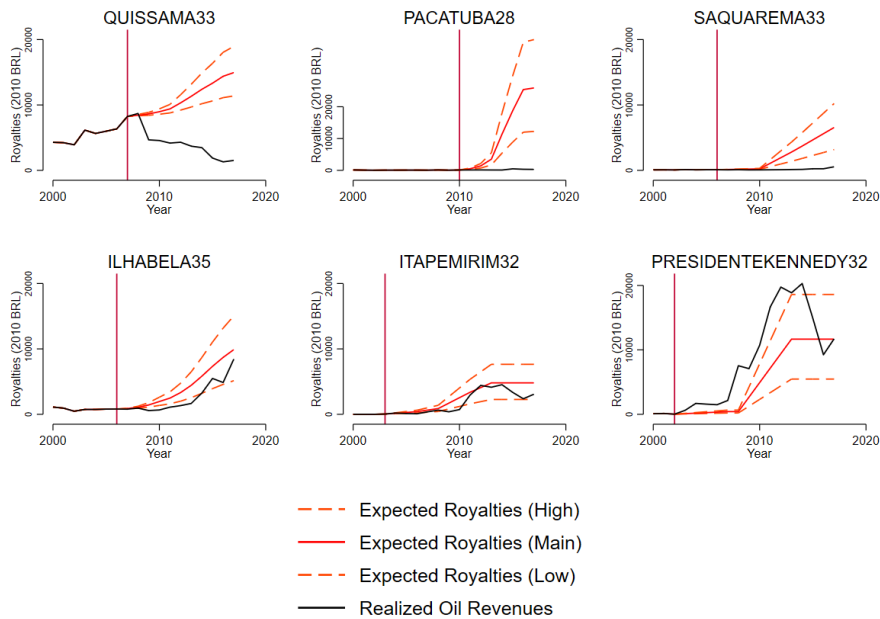 QUISSAMA33
Royalties (2010 BRL)
0 10000 20000
2000 2010 2020
Year
PACATUBA28
Royalties (2010 BRL)
0 10000 20000
2000 2010 2020
Year
SAQUAREMA33
Royalties (2010 BRL)
0 10000 20000
2000 2010 2020
Year
ILHABELA35
Royalties (2010 BRL)
0 10000 20000
2000 2010 2020
Year
ITAPEMIRIM32
Royalties (2010 BRL)
0 10000 20000
2000 2010 2020
Year
PRESIDENTEKENNEDY32
Royalties (2010 BRL)
0 10000 20000
2000 2010 2020
Year
Expected Royalties (High)
Expected Royalties (Main)
Expected Royalties (Low)
Realized Oil Revenues